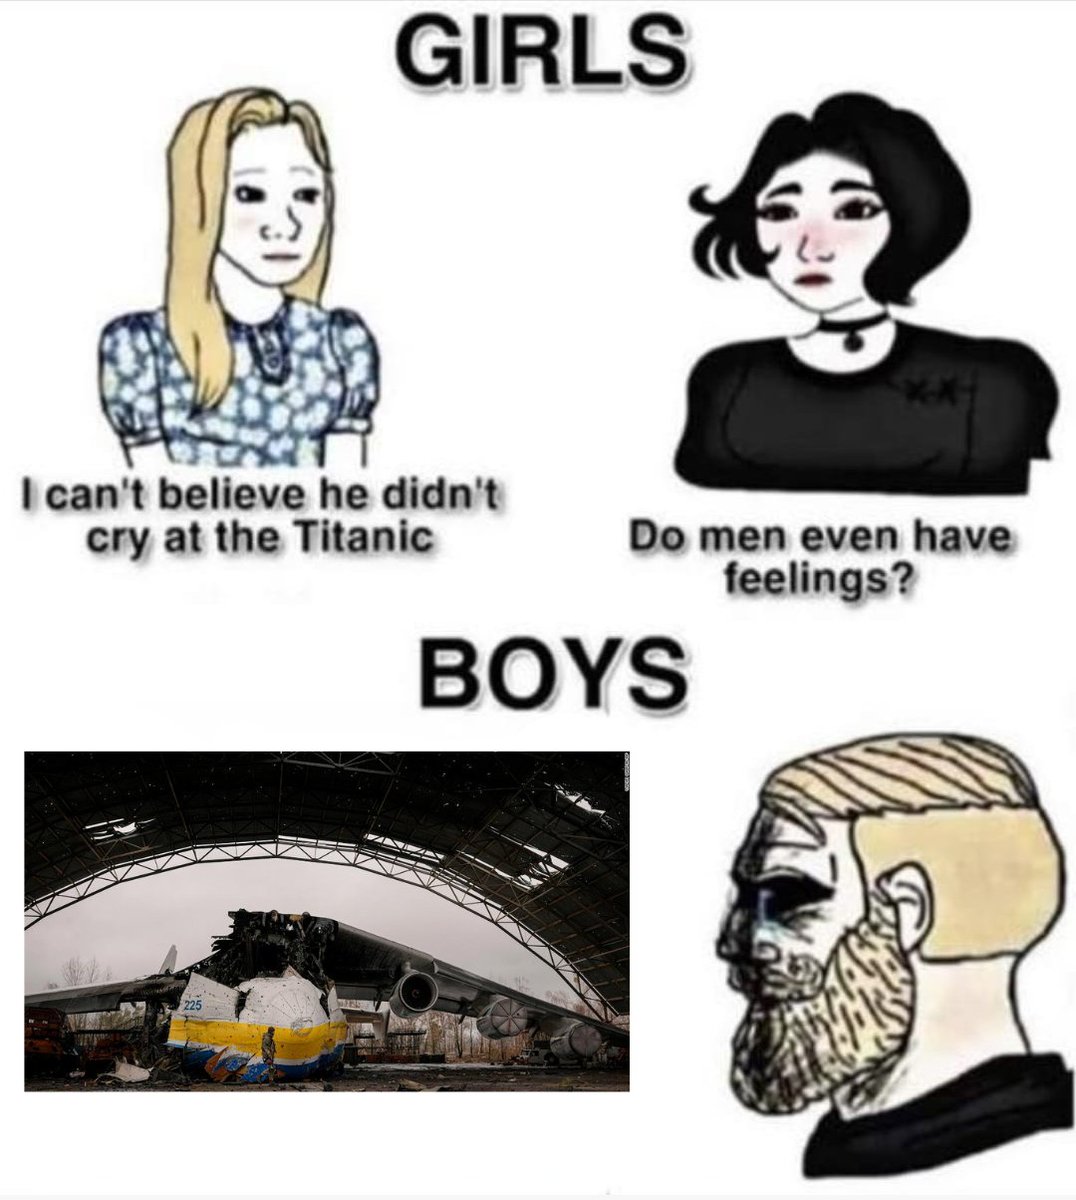 GIRLS
I can't believe he didn't
cry at the Titanic
Do men even have
feelings?
BOYS
225